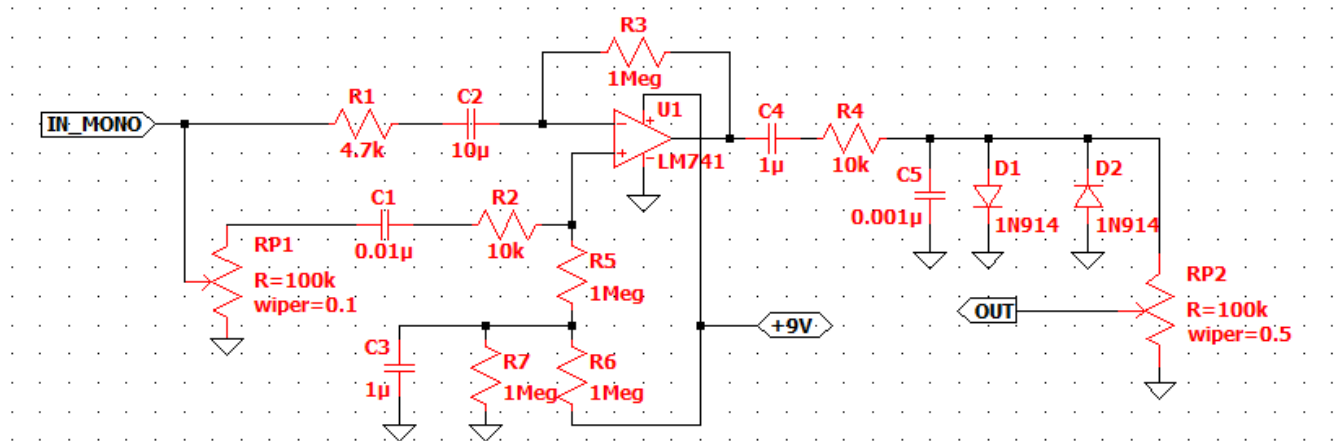 R3
1Meg
IN_MONO
R1
4.7k
C2
10µ
U1
LM741
C4
1µ
R4
10k
C5
0.001µ
D1
1N914
D2
1N914
C1
0.01µ
R2
10k
RP1
R=100k
wiper=0.1
R5
1Meg
RP2
R=100k
wiper=0.5
OUT
+9V
C3
1µ
R7
1Meg
R6
1Meg